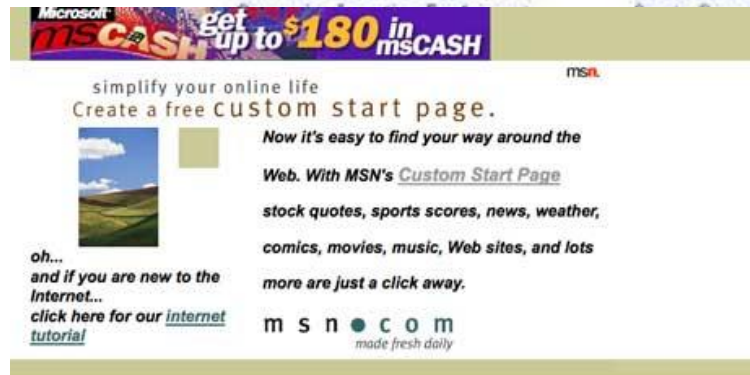 Microsoft
msCASH get up to $180 in msCASH
msn.
simplify your online life
Create a free custom start page.
Now it's easy to find your way around the
Web. With MSN's Custom Start Page
stock quotes, sports scores, news, weather,
comics, movies, music, Web sites, and lots
more are just a click away.
oh...
and if you are new to the
Internet...
click here for our internet
tutorial
msn.com
made fresh daily